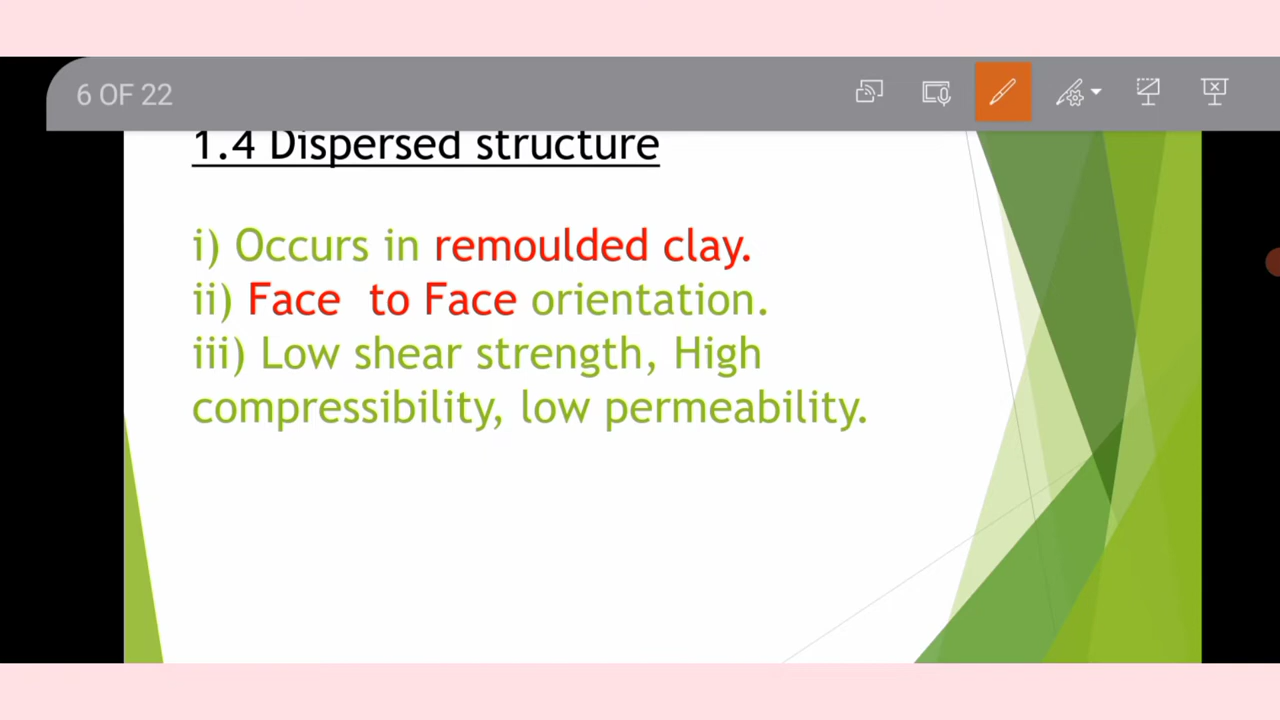 6 OF 22
1.4 Dispersed structure
i) Occurs in remoulded clay.
ii) Face to Face orientation.
iii) Low shear strength, High
compressibility, low permeability.